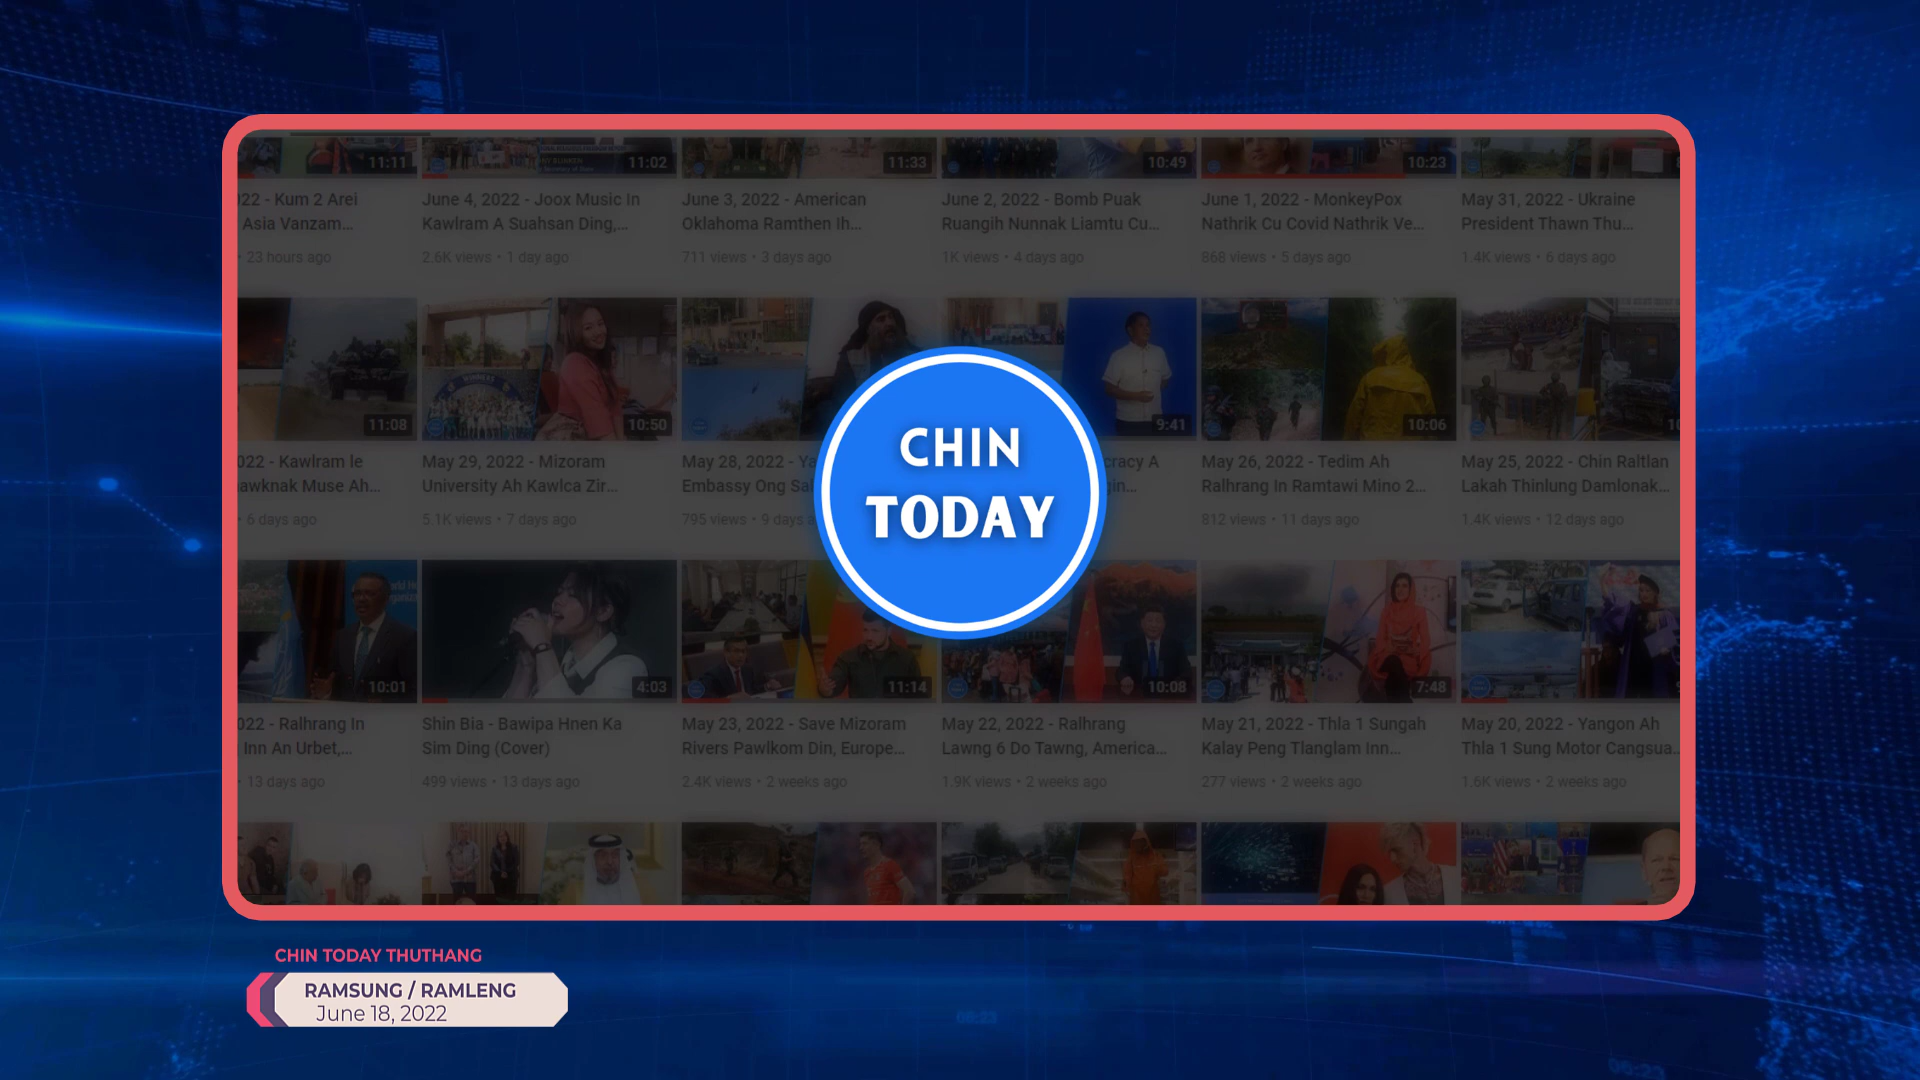 11:11
11:02
11:33
10:49
10:23
022 - Kum 2 Arei
Asia Vanzam...
• 23 hours ago
June 4, 2022 - Joox Music In
Kawlram A Suahsan Ding,...
2.6K views • 1 day ago
June 3, 2022 - American
Oklahoma Ramthen Ih...
711 views • 3 days ago
June 2, 2022 - Bomb Puak
Ruangih Nunnak Liamtu Cu...
1K views • 4 days ago
June 1, 2022 - MonkeyPox
Nathrik Cu Covid Nathrik Ve...
868 views • 5 days ago
May 31, 2022 - Ukraine
President Thawn Thu...
1.4K views • 6 days ago
11:08
10:50
9:41
10:06
022 - Kawlram le
awknak Muse Ah...
• 6 days ago
May 29, 2022 - Mizoram
University Ah Kawlca Zir...
5.1K views • 7 days ago
May 28, 2022 - Ya
Embassy Ong Sa
795 views • 9 days a
cracy A
May 26, 2022 - Tedim Ah
Ralhrang In Ramtawi Mino 2...
812 views • 11 days ago
May 25, 2022 - Chin Raltlan
Lakah Thinlung Damlonak...
1.4K views • 12 days ago
CHIN
TODAY
10:01
4:03
11:14
10:08
7:48
022 - Ralhrang In
Inn An Urbet,...
• 13 days ago
Shin Bia - Bawipa Hnen Ka
Sim Ding (Cover)
499 views • 13 days ago
May 23, 2022 - Save Mizoram
Rivers Pawlkom Din, Europe...
2.4K views • 2 weeks ago
May 22, 2022 - Ralhrang
Lawng 6 Do Tawng, America...
1.9K views • 2 weeks ago
May 21, 2022 - Thla 1 Sungah
Kalay Peng Tlanglam Inn...
277 views • 2 weeks ago
May 20, 2022 - Yangon Ah
Thla 1 Sung Motor Cangsua...
1.6K views • 2 weeks ago
CHIN TODAY THUTHANG
RAMSUNG / RAMLENG
June 18, 2022